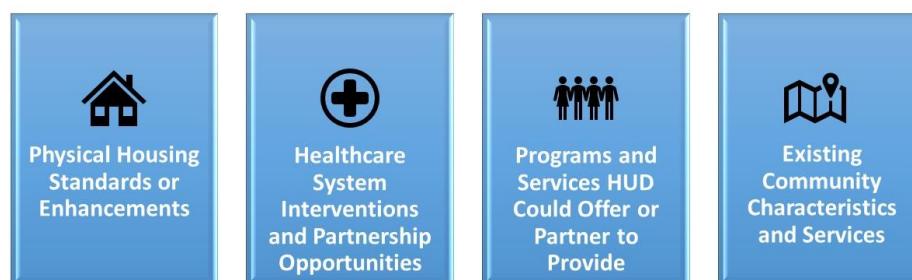 Physical Housing
Standards or
Enhancements
Healthcare
System
Interventions
and Partnership
Opportunities
Programs and
Services HUD
Could Offer or
Partner to
Provide
Existing
Community
Characteristics
and Services